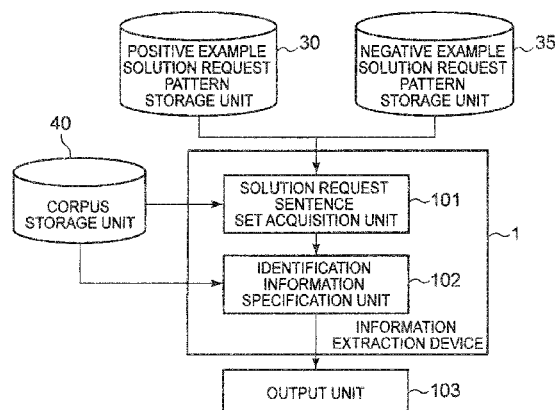 POSITIVE EXAMPLE
SOLUTION REQUEST
PATTERN
STORAGE UNIT
30
NEGATIVE EXAMPLE
SOLUTION REQUEST
PATTERN
STORAGE UNIT
35
40
CORPUS
STORAGE UNIT
SOLUTION REQUEST
SENTENCE
SET ACQUISITION UNIT
101
1
IDENTIFICATION
INFORMATION
SPECIFICATION UNIT
102
INFORMATION
EXTRACTION DEVICE
OUTPUT UNIT
103